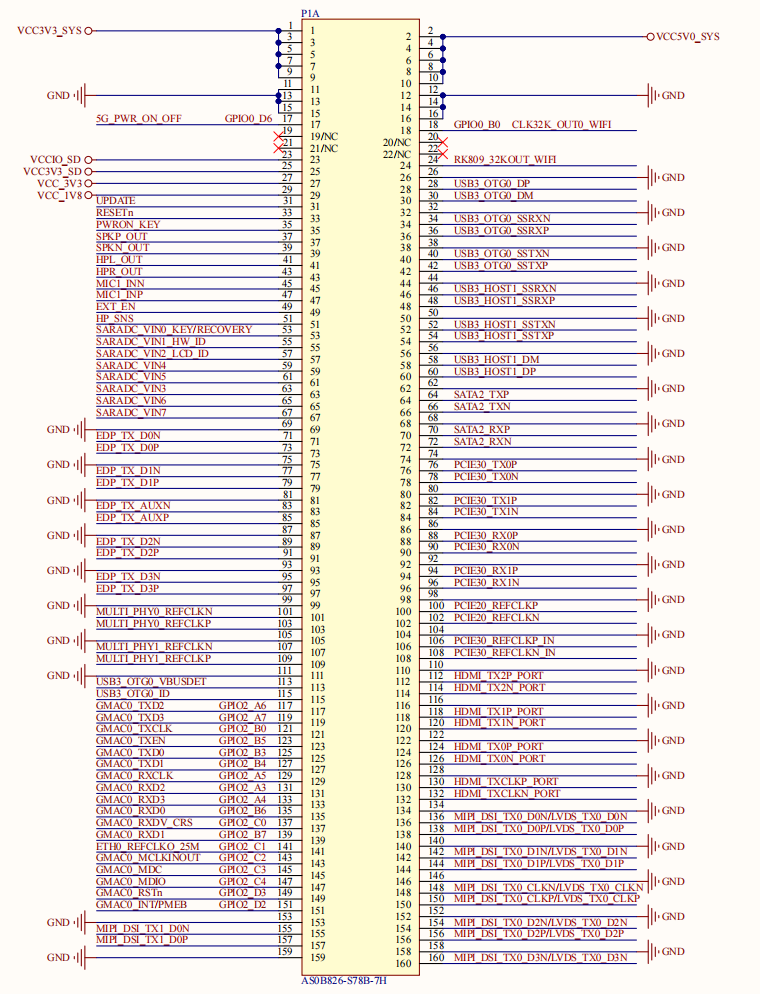 P1A
VCC3V3_SYS 1 1
3 3
5 5
7 7
9 9
11 11
GND 13 13
15 15
5G_PWR_ON_OFF GPIO0_D6 17 17
19 19/NC
21 21/NC
VCCIO_SD 23 23
VCC3V3_SD 25 25
VCC_3V3 27 27
VCC_1V8 29 29
UPDATE 31 31
RESETn 33 33
PWRON_KEY 35 35
SPKP_OUT 37 37
SPKN_OUT 39 39
HPL_OUT 41 41
HPR_OUT 43 43
MIC1_INN 45 45
MIC1_INP 47 47
EXT_EN 49 49
HP_SNS 51 51
SARADC_VIN0_KEY/RECOVERY 53 53
SARADC_VIN1_HW_ID 55 55
SARADC_VIN2_LCD_ID 57 57
SARADC_VIN4 59 59
SARADC_VIN5 61 61
SARADC_VIN3 63 63
SARADC_VIN6 65 65
SARADC_VIN7 67 67
GND 69 69
EDP_TX_D0N 71 71
EDP_TX_D0P 73 73
GND 75 75
EDP_TX_D1N 77 77
EDP_TX_D1P 79 79
GND 81 81
EDP_TX_AUXN 83 83
EDP_TX_AUXP 85 85
GND 87 87
EDP_TX_D2N 89 89
EDP_TX_D2P 91 91
GND 93 93
EDP_TX_D3N 95 95
EDP_TX_D3P 97 97
GND 99 99
MULTI_PHY0_REFCLKN 101 101
MULTI_PHY0_REFCLKP 103 103
GND 105 105
MULTI_PHY1_REFCLKN 107 107
MULTI_PHY1_REFCLKP 109 109
GND 111 111
USB3_OTG0_VBUSDET 113 113
USB3_OTG0_ID 115 115
GMAC0_TXD2 GPIO2_A6 117 117
GMAC0_TXD3 GPIO2_A7 119 119
GMAC0_TXCLK GPIO2_B0 121 121
GMAC0_TXEN GPIO2_B5 123 123
GMAC0_TXD0 GPIO2_B3 125 125
GMAC0_TXD1 GPIO2_B4 127 127
GMAC0_RXCLK GPIO2_A5 129 129
GMAC0_RXD2 GPIO2_A3 131 131
GMAC0_RXD3 GPIO2_A4 133 133
GMAC0_RXD0 GPIO2_B6 135 135
GMAC0_RXDV_CRS GPIO2_C0 137 137
GMAC0_RXD1 GPIO2_B7 139 139
ETH0_REFCLKO_25M GPIO2_C1 141 141
GMAC0_MCLKINOUT GPIO2_C2 143 143
GMAC0_MDC GPIO2_C3 145 145
GMAC0_MDIO GPIO2_C4 147 147
GMAC0_RSTn GPIO2_D3 149 149
GMAC0_INT/PMEB GPIO2_D2 151 151
GND 153 153
MIPI_DSI_TX1_D0N 155 155
MIPI_DSI_TX1_D0P 157 157
GND 159 159
2 2 VCC5V0_SYS
4 4
6 6
8 8
10 10
12 12 GND
14 14
16 16
18 18 GPIO0_B0 CLK32K_OUT0_WIFI
20/NC 20
22/NC 22
24 24 RK809_32KOUT_WIFI
26 26 GND
28 28 USB3_OTG0_DP
30 30 USB3_OTG0_DM
32 32 GND
34 34 USB3_OTG0_SSRXN
36 36 USB3_OTG0_SSRXP
38 38 GND
40 40 USB3_OTG0_SSTXN
42 42 USB3_OTG0_SSTXP
44 44 GND
46 46 USB3_HOST1_SSRXN
48 48 USB3_HOST1_SSRXP
50 50 GND
52 52 USB3_HOST1_SSTXN
54 54 USB3_HOST1_SSTXP
56 56 GND
58 58 USB3_HOST1_DM
60 60 USB3_HOST1_DP
62 62 GND
64 64 SATA2_TXP
66 66 SATA2_TXN
68 68 GND
70 70 SATA2_RXP
72 72 SATA2_RXN
74 74 GND
76 76 PCIE30_TX0P
78 78 PCIE30_TX0N
80 80 GND
82 82 PCIE30_TX1P
84 84 PCIE30_TX1N
86 86 GND
88 88 PCIE30_RX0P
90 90 PCIE30_RX0N
92 92 GND
94 94 PCIE30_RX1P
96 96 PCIE30_RX1N
98 98 GND
100 100 PCIE20_REFCLKP
102 102 PCIE20_REFCLKN
104 104 GND
106 106 PCIE30_REFCLKP_IN
108 108 PCIE30_REFCLKN_IN
110 110 GND
112 112 HDMI_TX2P_PORT
114 114 HDMI_TX2N_PORT
116 116 GND
118 118 HDMI_TX1P_PORT
120 120 HDMI_TX1N_PORT
122 122 GND
124 124 HDMI_TX0P_PORT
126 126 HDMI_TX0N_PORT
128 128 GND
130 130 HDMI_TXCLKP_PORT
132 132 HDMI_TXCLKN_PORT
134 134 GND
136 136 MIPI_DSI_TX0_D0N/LVDS_TX0_D0N
138 138 MIPI_DSI_TX0_D0P/LVDS_TX0_D0P
140 140 GND
142 142 MIPI_DSI_TX0_D1N/LVDS_TX0_D1N
144 144 MIPI_DSI_TX0_D1P/LVDS_TX0_D1P
146 146 GND
148 148 MIPI_DSI_TX0_CLKN/LVDS_TX0_CLKN
150 150 MIPI_DSI_TX0_CLKP/LVDS_TX0_CLKP
152 152 GND
154 154 MIPI_DSI_TX0_D2N/LVDS_TX0_D2N
156 156 MIPI_DSI_TX0_D2P/LVDS_TX0_D2P
158 158 GND
160 160 MIPI_DSI_TX0_D3N/LVDS_TX0_D3N
AS0B826-S78B-7H